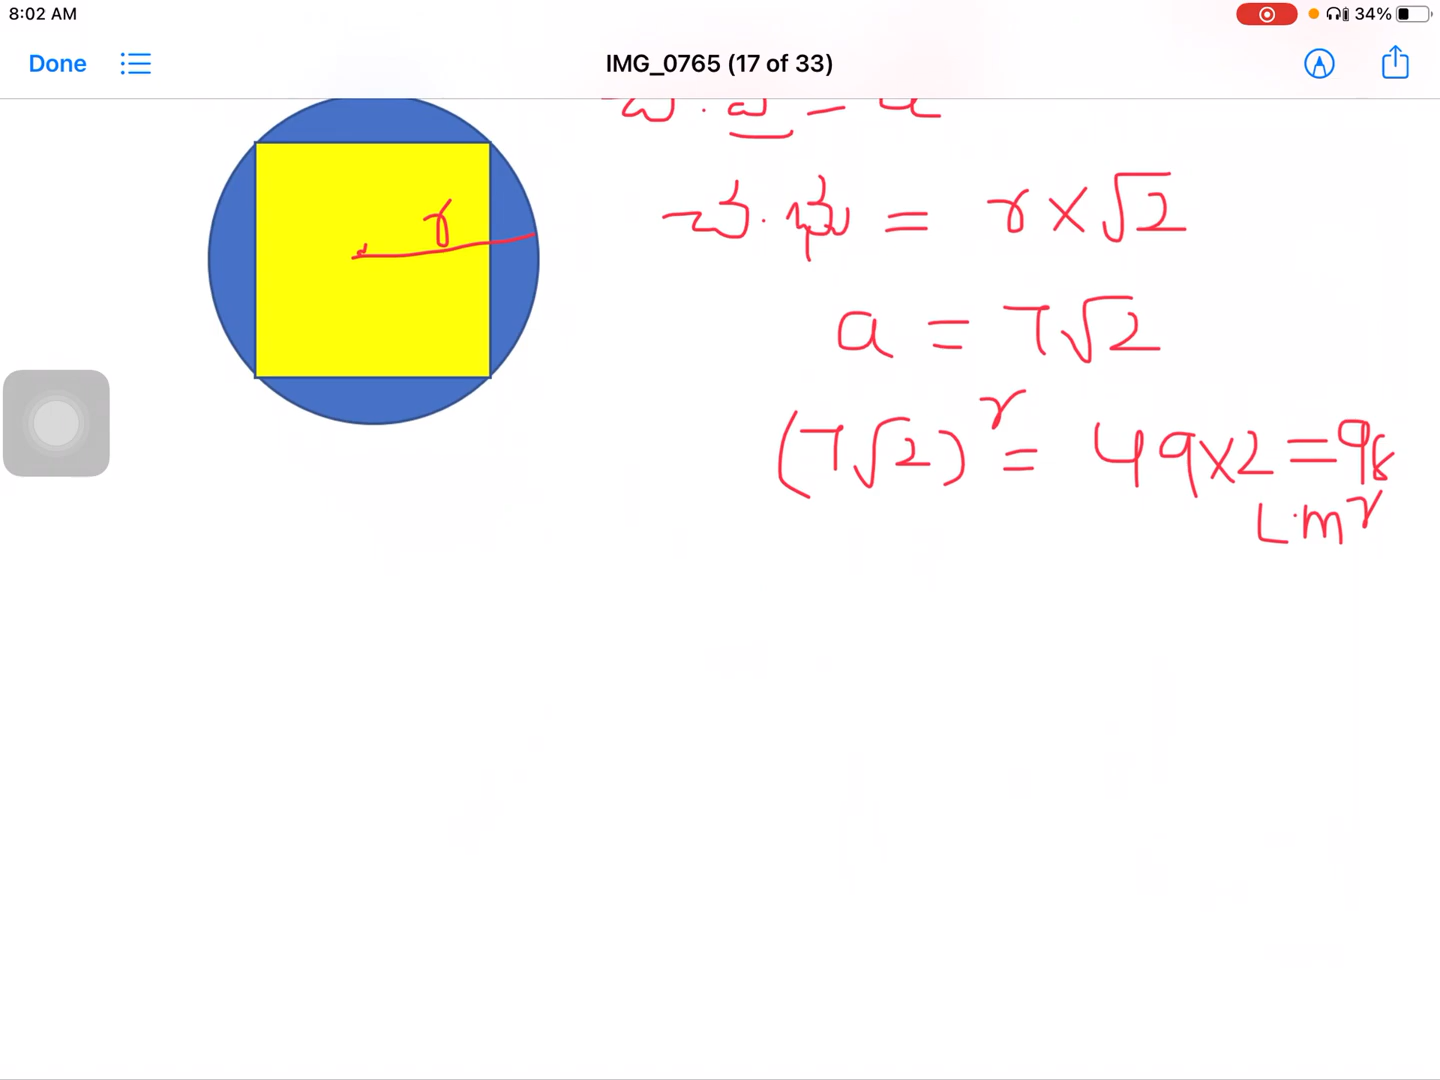 8:02 AM
34%
Done
IMG_0765 (17 of 33)
r
= r × √2
a = 7√2
(7√2)² = 49×2 = 98
c.m²